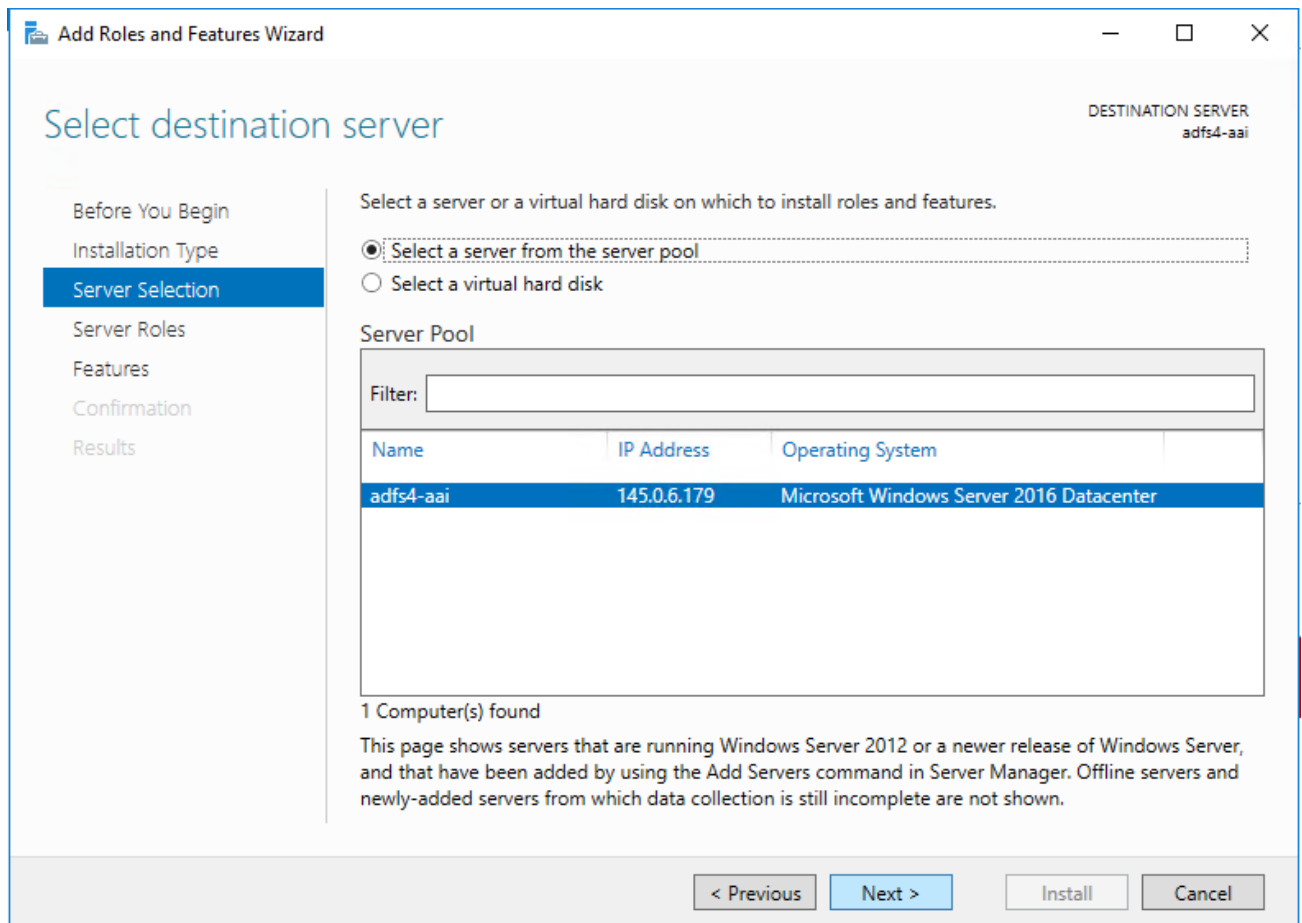 Add Roles and Features Wizard
Select destination server
DESTINATION SERVER
adfs4-aai
Before You Begin
Installation Type
Server Selection
Server Roles
Features
Confirmation
Results
Select a server or a virtual hard disk on which to install roles and features.
Select a server from the server pool
Select a virtual hard disk
Server Pool
Filter:
Name IP Address Operating System
adfs4-aai 145.0.6.179 Microsoft Windows Server 2016 Datacenter
1 Computer(s) found
This page shows servers that are running Windows Server 2012 or a newer release of Windows Server,
and that have been added by using the Add Servers command in Server Manager. Offline servers and
newly-added servers from which data collection is still incomplete are not shown.
< Previous Next > Install Cancel